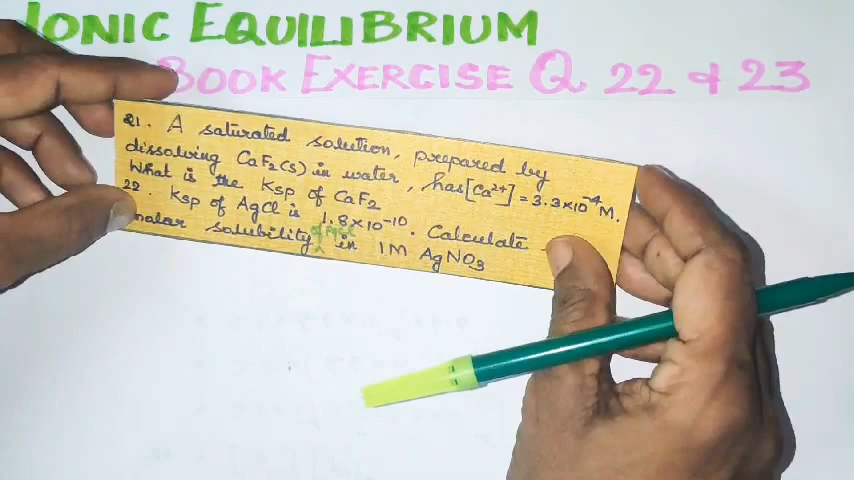 IONIC EQUILIBRIUM
BOOK EXERCISE Q 22 & 23
21. A saturated solution, prepared by
dissolving CaF2(s) in water, has [Ca²⁺] = 3.3×10⁻⁴ M.
What is the Ksp of CaF2
22. Ksp of AgCl is 1.8×10⁻¹⁰. Calculate
molar solubility of AgCl in 1M AgNO3